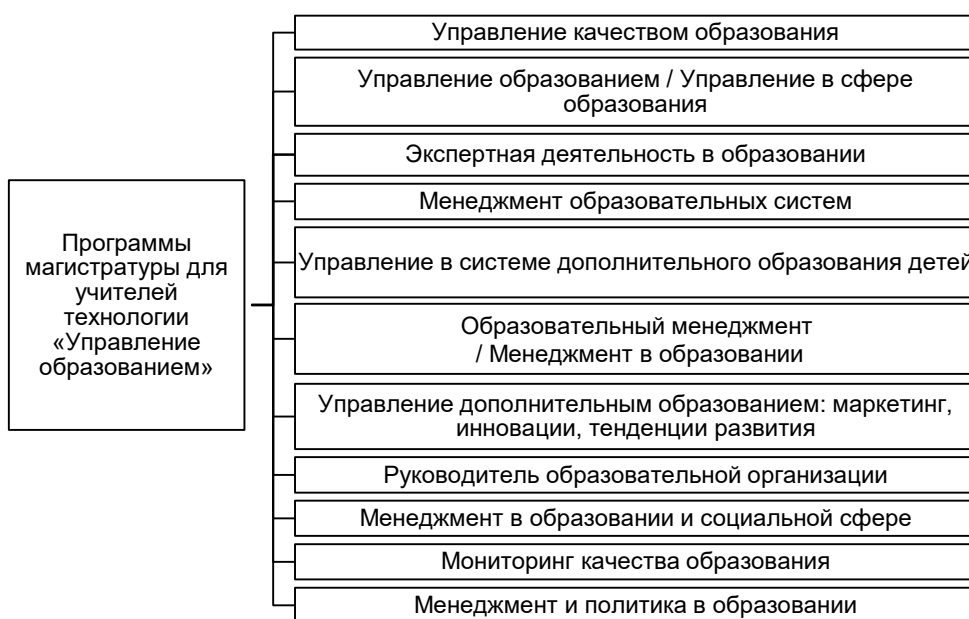 Программы
магистратуры для
учителей
технологии
«Управление
образованием»
Управление качеством образования
Управление образованием / Управление в сфере
образования
Экспертная деятельность в образовании
Менеджмент образовательных систем
Управление в системе дополнительного образования детей
Образовательный менеджмент
/ Менеджмент в образовании
Управление дополнительным образованием: маркетинг,
инновации, тенденции развития
Руководитель образовательной организации
Менеджмент в образовании и социальной сфере
Мониторинг качества образования
Менеджмент и политика в образовании